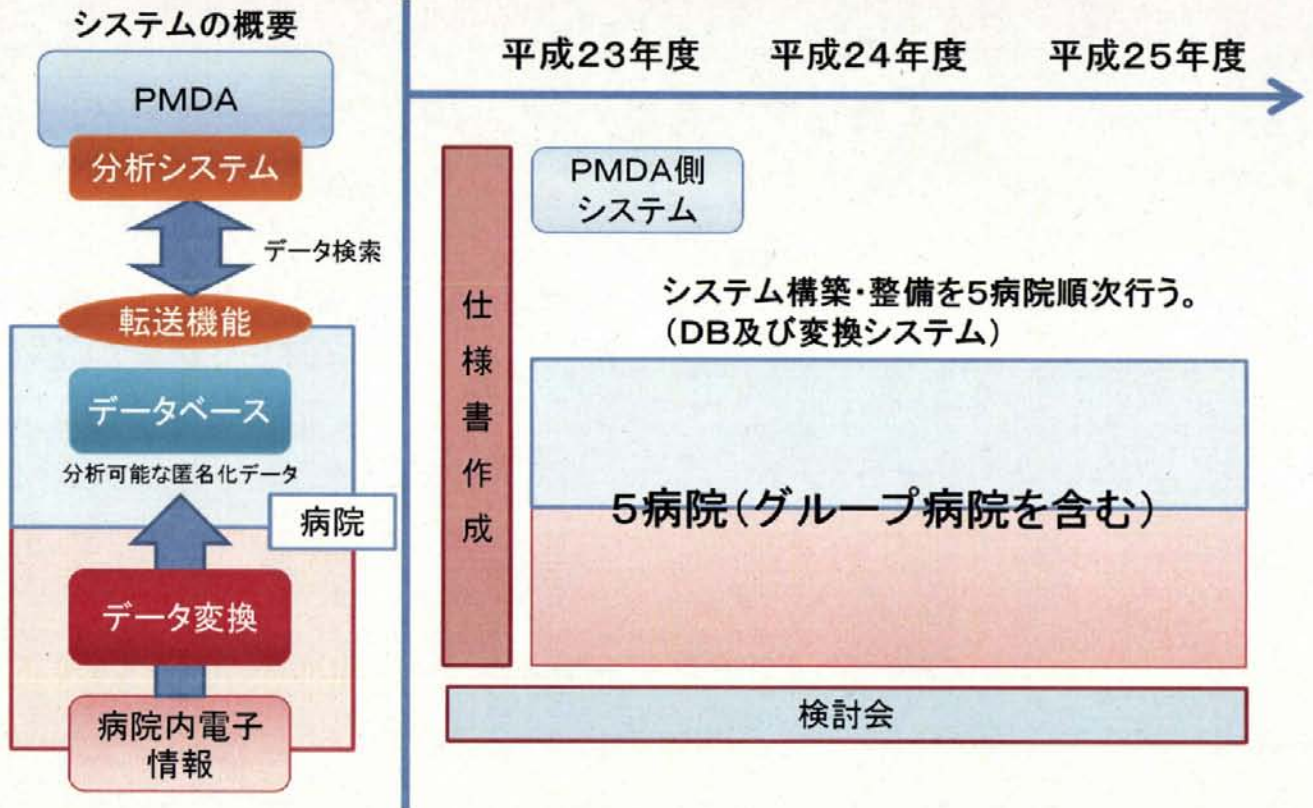 システムの概要
PMDA
分析システム
データ検索
転送機能
データベース
分析可能な匿名化データ
病院
データ変換
病院内電子
情報
平成23年度
平成24年度
平成25年度
仕様書作成
PMDA側
システム
システム構築・整備を5病院順次行う。
(DB及び変換システム)
5病院(グループ病院を含む)
検討会